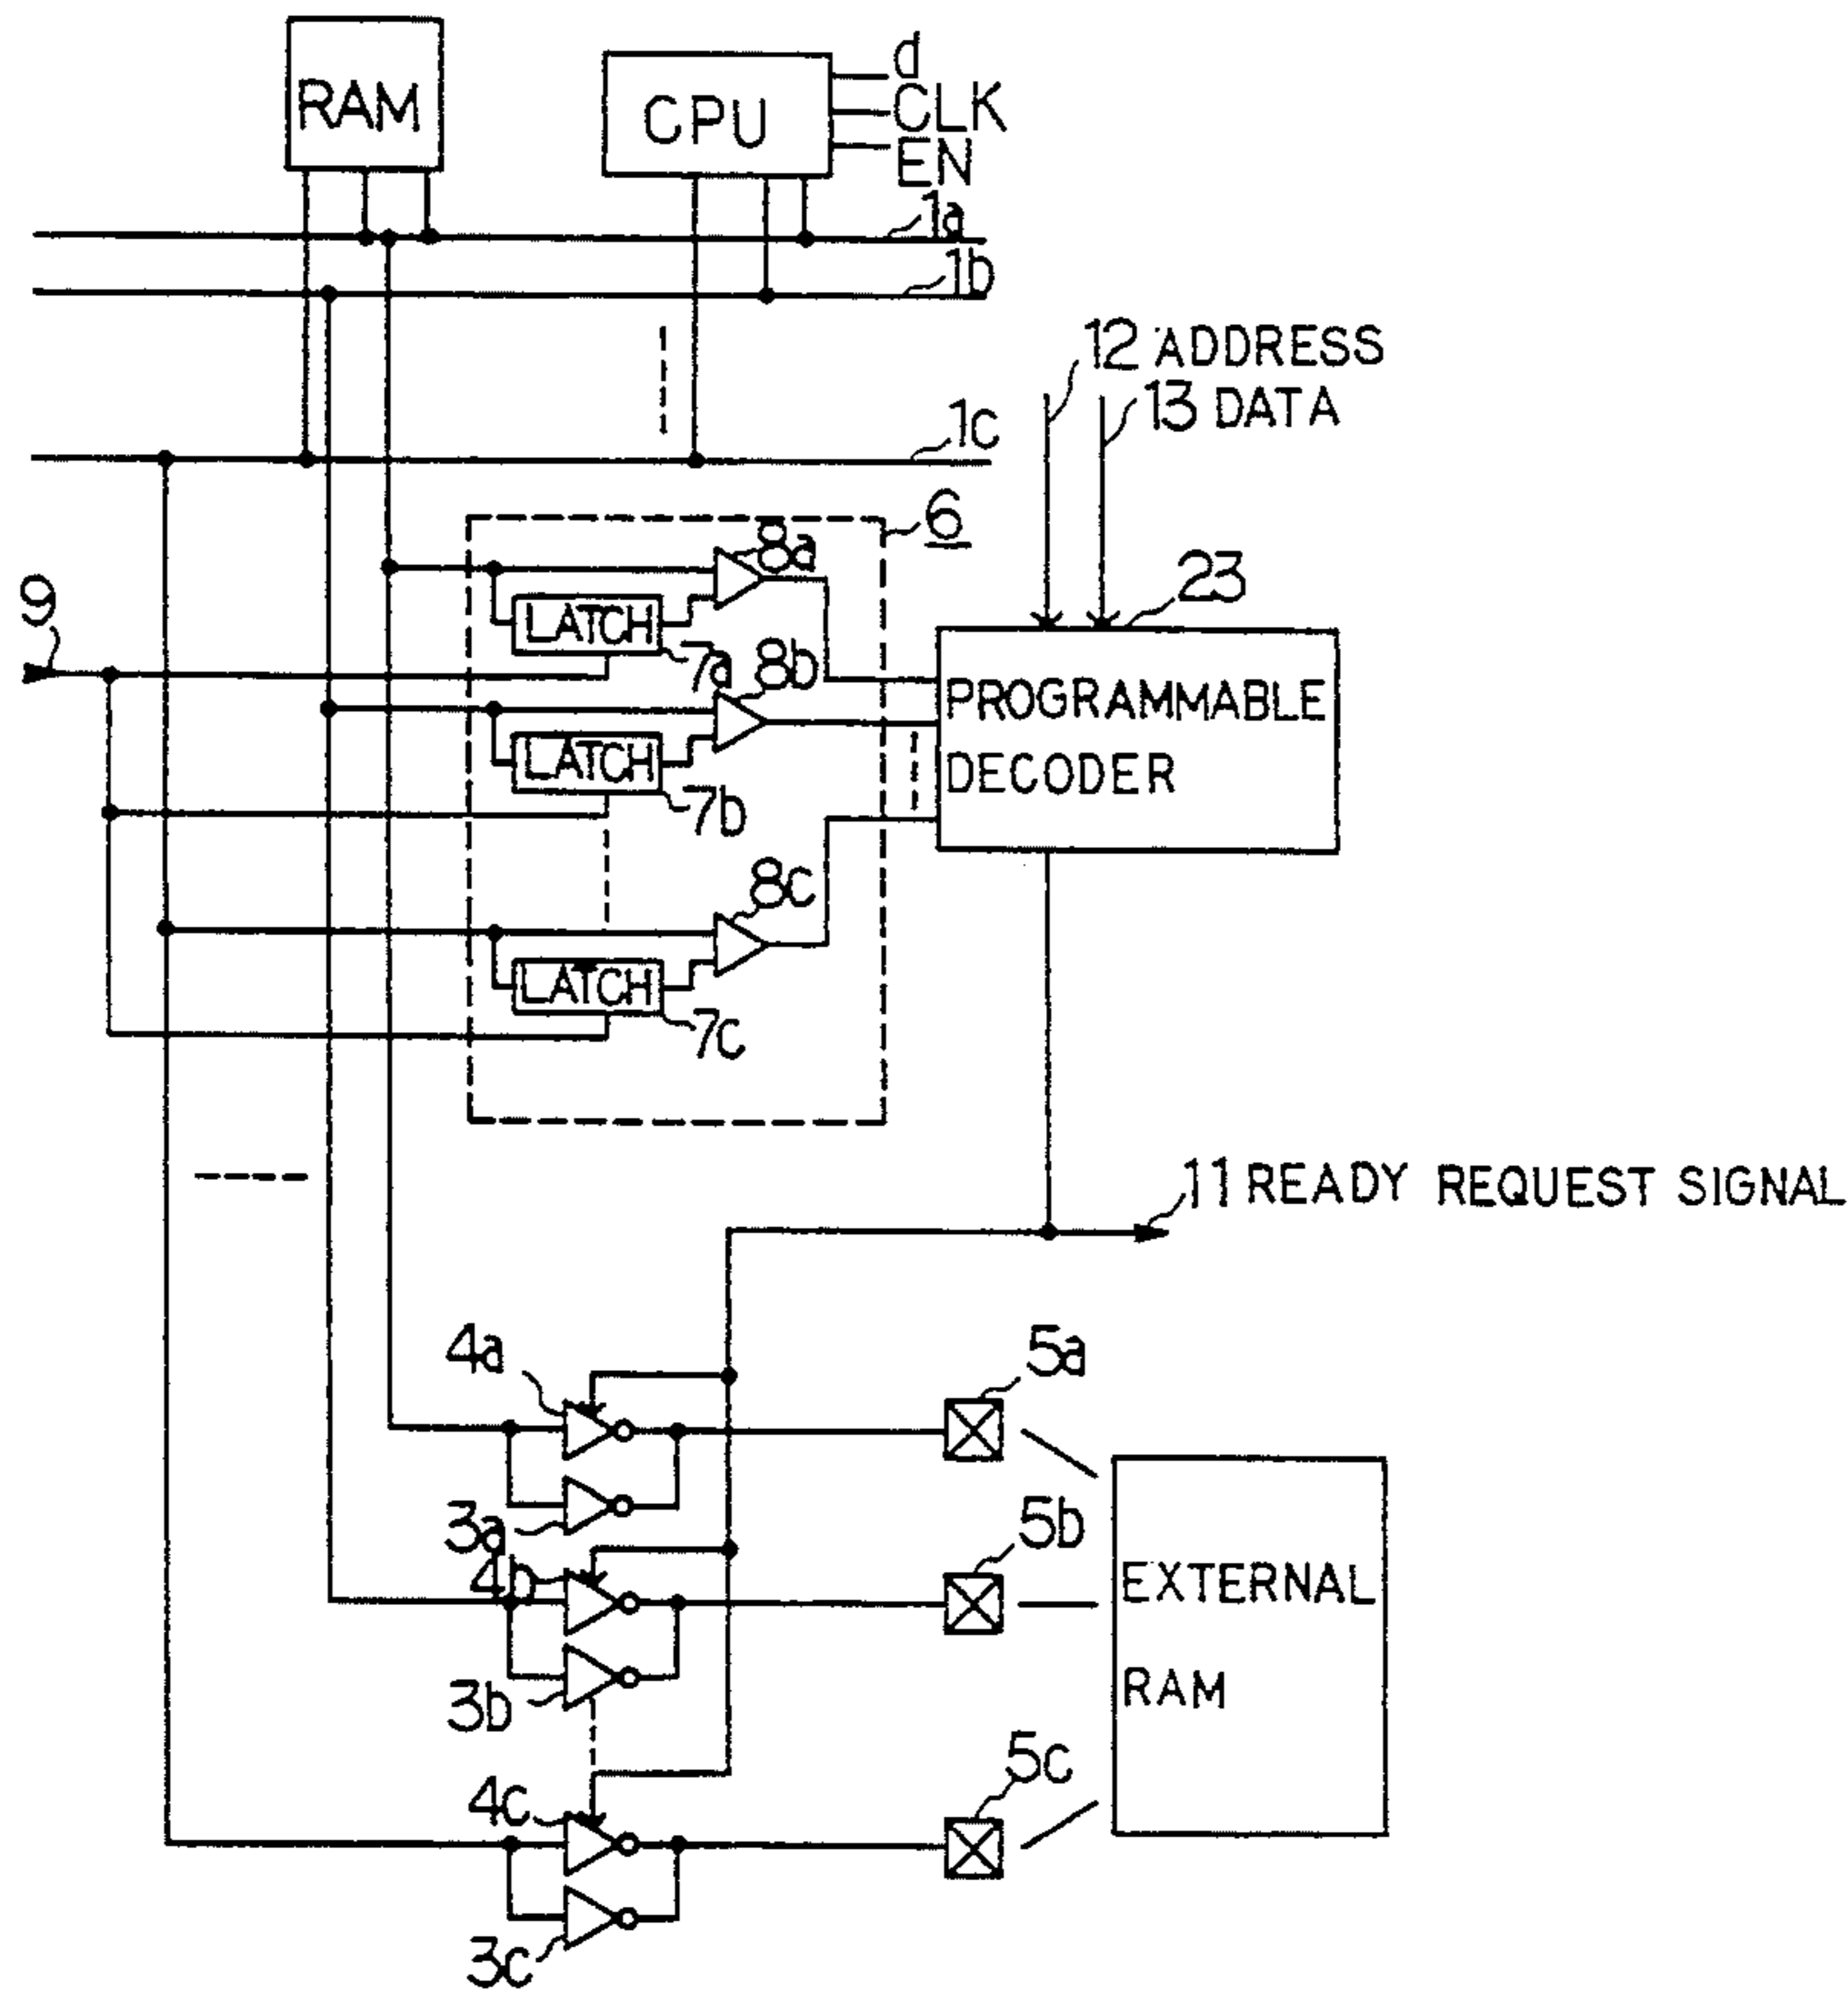 RAM
CPU
d
CLK
EN
1a
1b
12 ADDRESS
13 DATA
1c
6
8a
9
LATCH
23
7a
8b
PROGRAMMABLE
DECODER
LATCH
7b
8c
LATCH
7c
11 READY REQUEST SIGNAL
4a
5a
3a
5b
4b
EXTERNAL
RAM
3b
5c
4c
3c